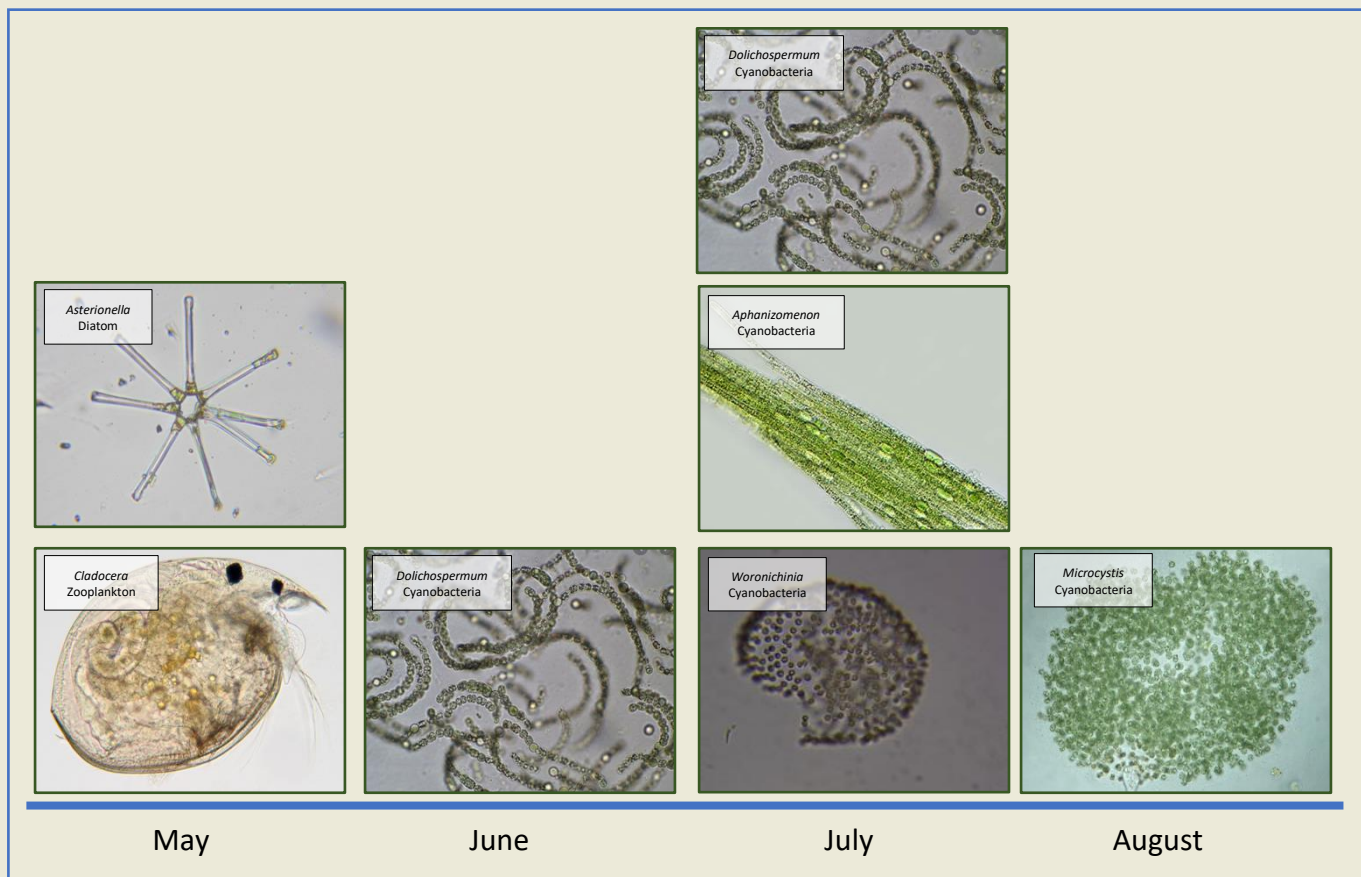 Dolichospermum
Cyanobacteria
Asterionella
Diatom
Aphanizomenon
Cyanobacteria
Cladocera
Zooplankton
Dolichospermum
Cyanobacteria
Woronichinia
Cyanobacteria
Microcystis
Cyanobacteria
May
June
July
August